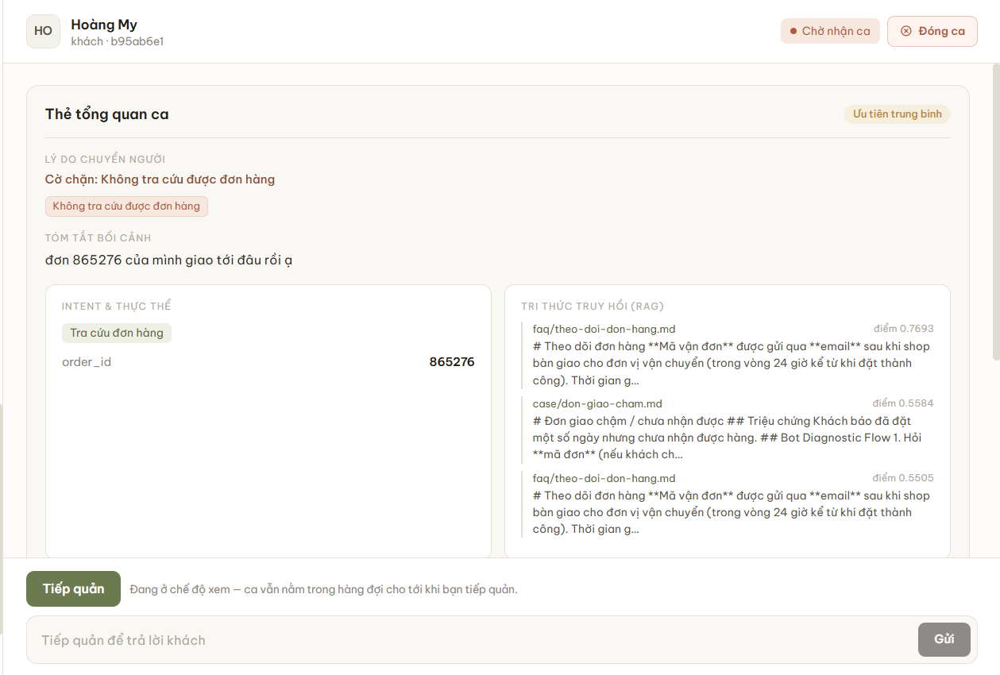 HO
Hoàng My
khách · b95ab6e1
Chờ nhận ca
Đóng ca
Thẻ tổng quan ca
Ưu tiên trung bình
LÝ DO CHUYỂN NGƯỜI
Cờ chặn: Không tra cứu được đơn hàng
Không tra cứu được đơn hàng
TÓM TẮT BỐI CẢNH
đơn 865276 của mình giao tới đâu rồi ạ
INTENT & THỰC THỂ
Tra cứu đơn hàng
order_id
865276
TRI THỨC TRUY HỒI (RAG)
faq/theo-doi-don-hang.md
điểm 0.7693
# Theo dõi đơn hàng **Mã vận đơn** được gửi qua **email** sau khi shop
bàn giao cho đơn vị vận chuyển (trong vòng 24 giờ kể từ khi đặt thành
công). Thời gian g...
case/don-giao-cham.md
điểm 0.5584
# Đơn giao chậm / chưa nhận được ## Triệu chứng Khách báo đã đặt
một số ngày nhưng chưa nhận được hàng. ## Bot Diagnostic Flow 1. Hỏi
**mã đơn** (nếu khách ch...
faq/theo-doi-don-hang.md
điểm 0.5505
# Theo dõi đơn hàng **Mã vận đơn** được gửi qua **email** sau khi shop
bàn giao cho đơn vị vận chuyển (trong vòng 24 giờ kể từ khi đặt thành
công). Thời gian g...
Tiếp quản
Đang ở chế độ xem — ca vẫn nằm trong hàng đợi cho tới khi bạn tiếp quản.
Tiếp quản để trả lời khách
Gửi